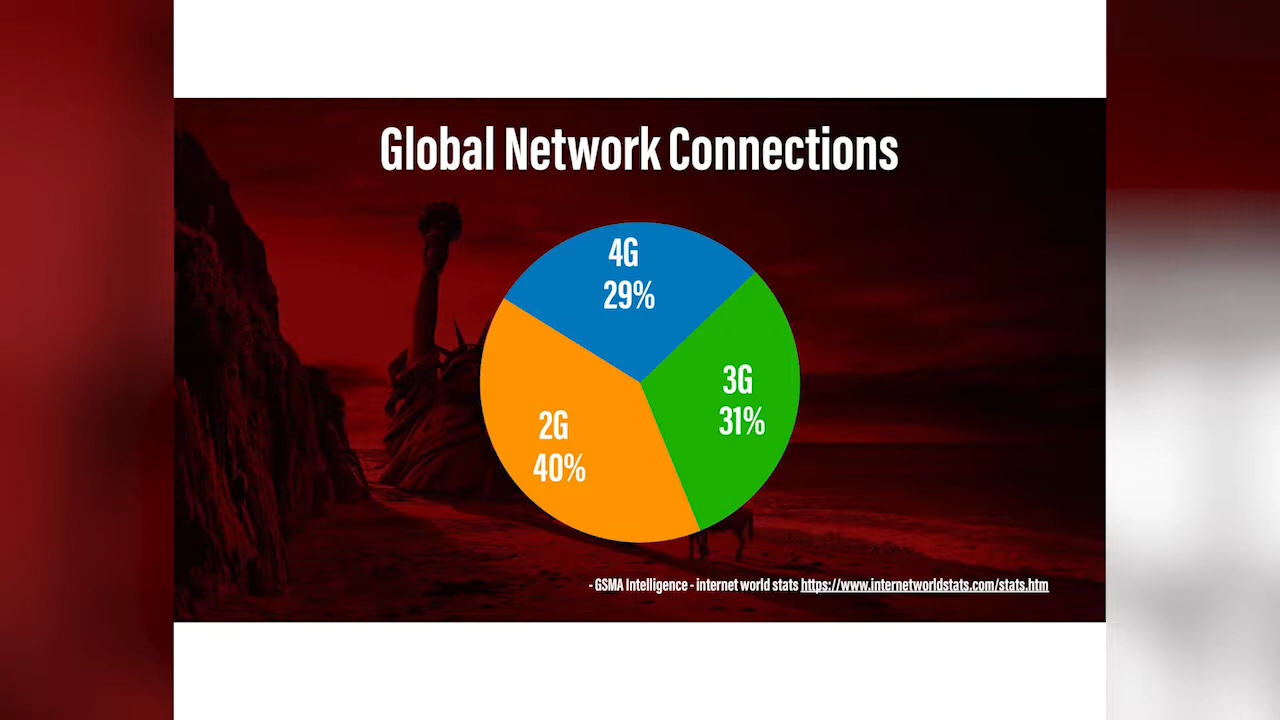 Global Network Connections
4G
29%
3G
31%
2G
40%
- GSMA Intelligence - internet world stats https://www.internetworldstats.com/stats.htm